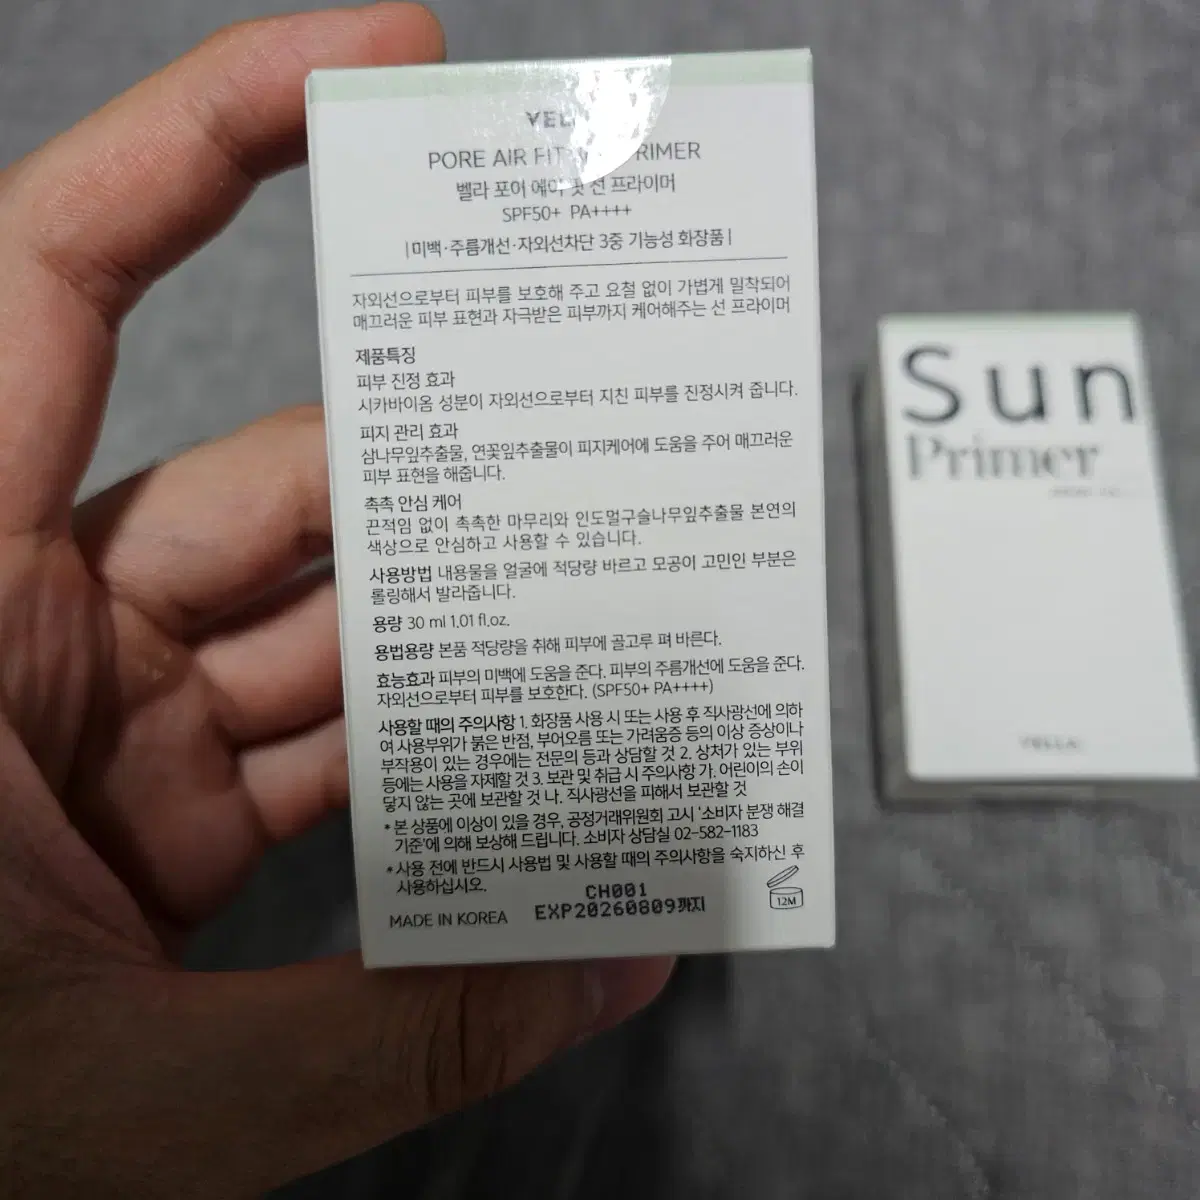 PORE AIR FIT PRIMER
벨라 포어 에어 핏 선 프라이머
SPF50+ PA++++
|미백·주름개선·자외선차단 3중 기능성 화장품|
자외선으로부터 피부를 보호해 주고 요철 없이 가볍게 밀착되어
매끄러운 피부 표현과 자극받은 피부까지 케어해주는 선 프라이머
제품특징
피부 진정 효과
시카바이옴 성분이 자외선으로부터 지친 피부를 진정시켜 줍니다.
피지 관리 효과
삼나무잎추출물, 연꽃잎추출물이 피지케어에 도움을 주어 매끄러운
피부 표현을 해줍니다.
촉촉 안심 케어
끈적임 없이 촉촉한 마무리와 인도멀구슬나무잎추출물 본연의
색상으로 안심하고 사용할 수 있습니다.
사용방법 내용물을 얼굴에 적당량 바르고 모공이 고민인 부분은
롤링해서 발라줍니다.
용량 30 ml 1.01 fl.oz.
용법용량 본품 적당량을 취해 피부에 골고루 펴 바른다.
효능효과 피부의 미백에 도움을 준다. 피부의 주름개선에 도움을 준다.
자외선으로부터 피부를 보호한다. (SPF50+ PA++++)
사용할 때의 주의사항 1. 화장품 사용 시 또는 사용 후 직사광선에 의하
여 사용부위가 붉은 반점, 부어오름 또는 가려움증 등의 이상 증상이나
부작용이 있는 경우에는 전문의 등과 상담할 것 2. 상처가 있는 부위
등에는 사용을 자제할 것 3. 보관 및 취급 시 주의사항 가. 어린이의 손이
닿지 않는 곳에 보관할 것 나. 직사광선을 피해서 보관할 것
*본 상품에 이상이 있을 경우, 공정거래위원회 고시 '소비자 분쟁 해결
기준'에 의해 보상해 드립니다. 소비자 상담실 02-582-1183
*사용 전에 반드시 사용법 및 사용할 때의 주의사항을 숙지하신 후
사용하십시오.
MADE IN KOREA
CH001
EXP20260809까지
12M
Sun
Primer
VELLA